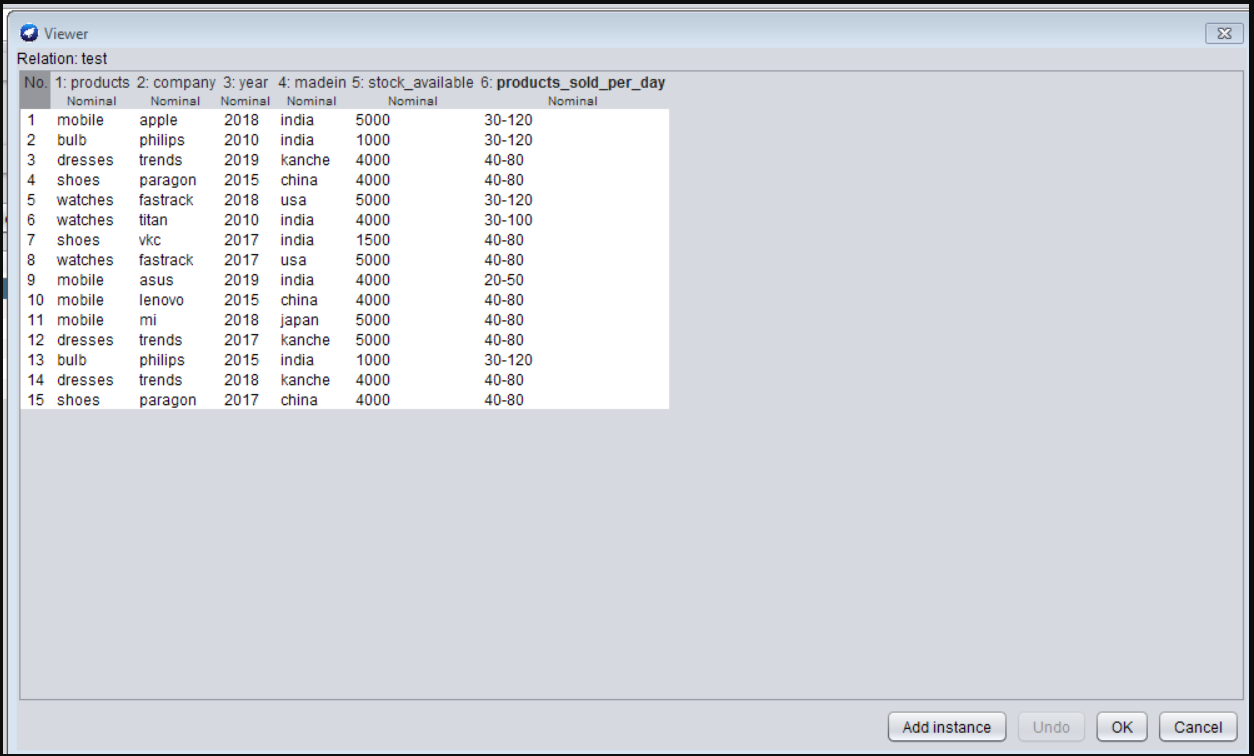 Viewer
Relation: test
No. 1: products 2: company 3: year 4: madein 5: stock_available 6: products_sold_per_day
Nominal Nominal Nominal Nominal Nominal Nominal
1 mobile apple 2018 india 5000 30-120
2 bulb philips 2010 india 1000 30-120
3 dresses trends 2019 kanche 4000 40-80
4 shoes paragon 2015 china 4000 40-80
5 watches fastrack 2018 usa 5000 30-120
6 watches titan 2010 india 4000 30-100
7 shoes vkc 2017 india 1500 40-80
8 watches fastrack 2017 usa 5000 40-80
9 mobile asus 2019 india 4000 20-50
10 mobile lenovo 2015 china 4000 40-80
11 mobile mi 2018 japan 5000 40-80
12 dresses trends 2017 kanche 5000 40-80
13 bulb philips 2015 india 1000 30-120
14 dresses trends 2018 kanche 4000 40-80
15 shoes paragon 2017 china 4000 40-80
Add instance Undo OK Cancel